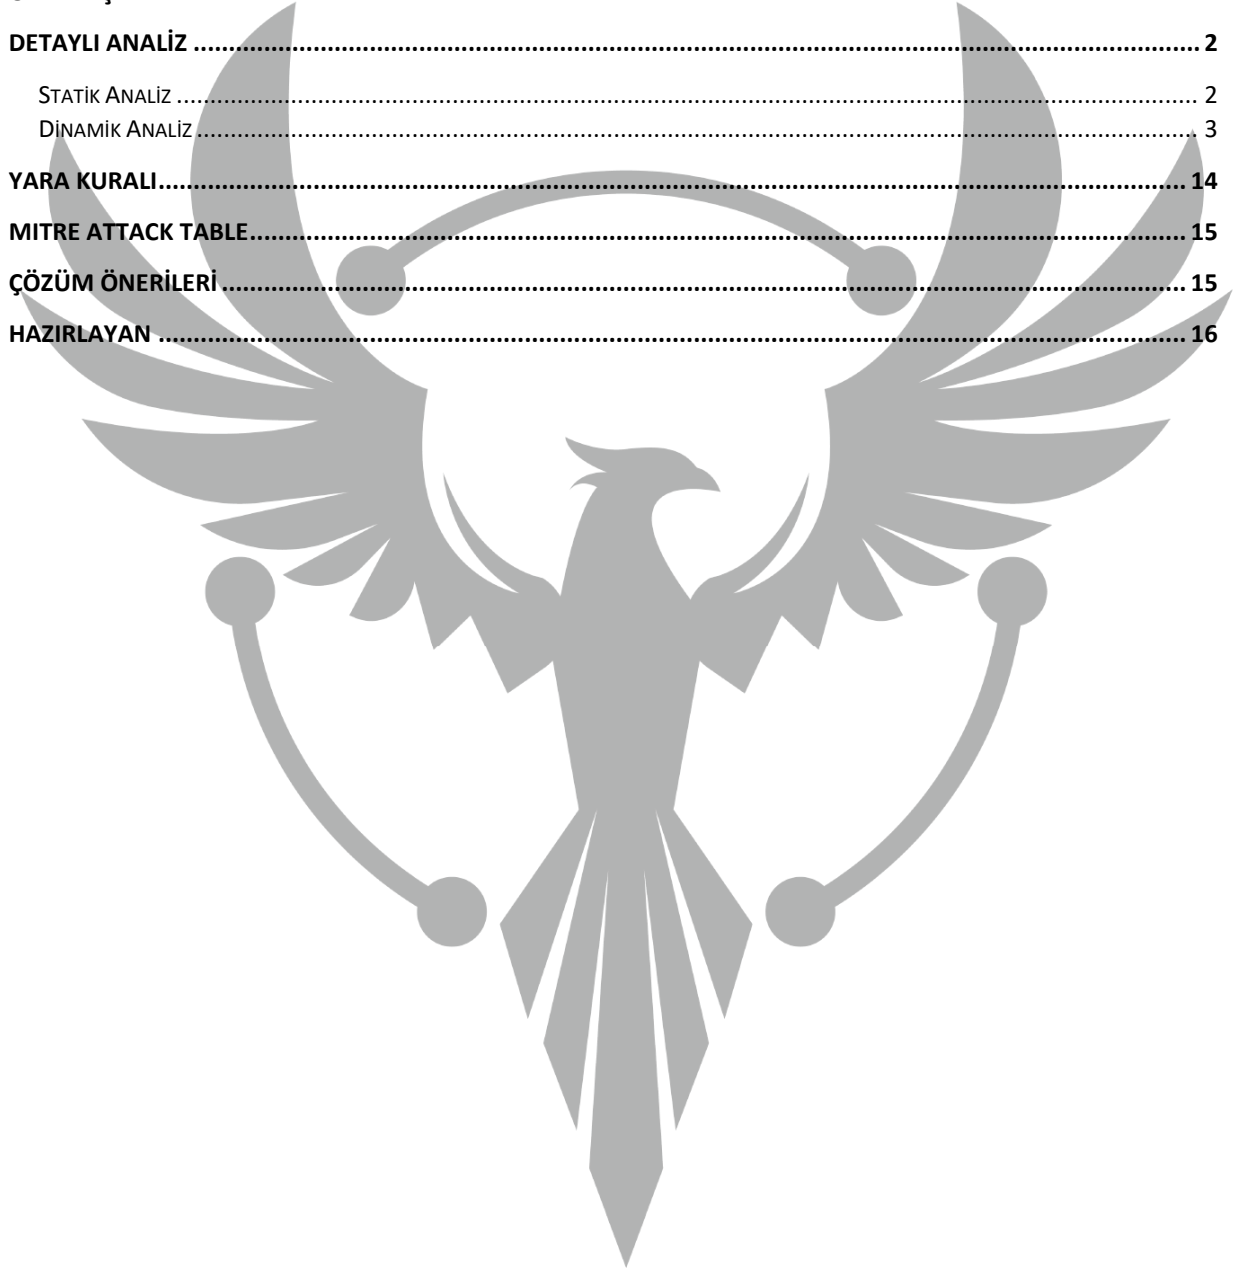 DETAYLI ANALİZ ........................................ 2
STATİK ANALİZ ........................................ 2
DİNAMİK ANALİZ ........................................ 3
YARA KURALI ........................................ 14
MITRE ATTACK TABLE ........................................ 15
ÇÖZÜM ÖNERİLERİ ........................................ 15
HAZIRLAYAN ........................................ 16